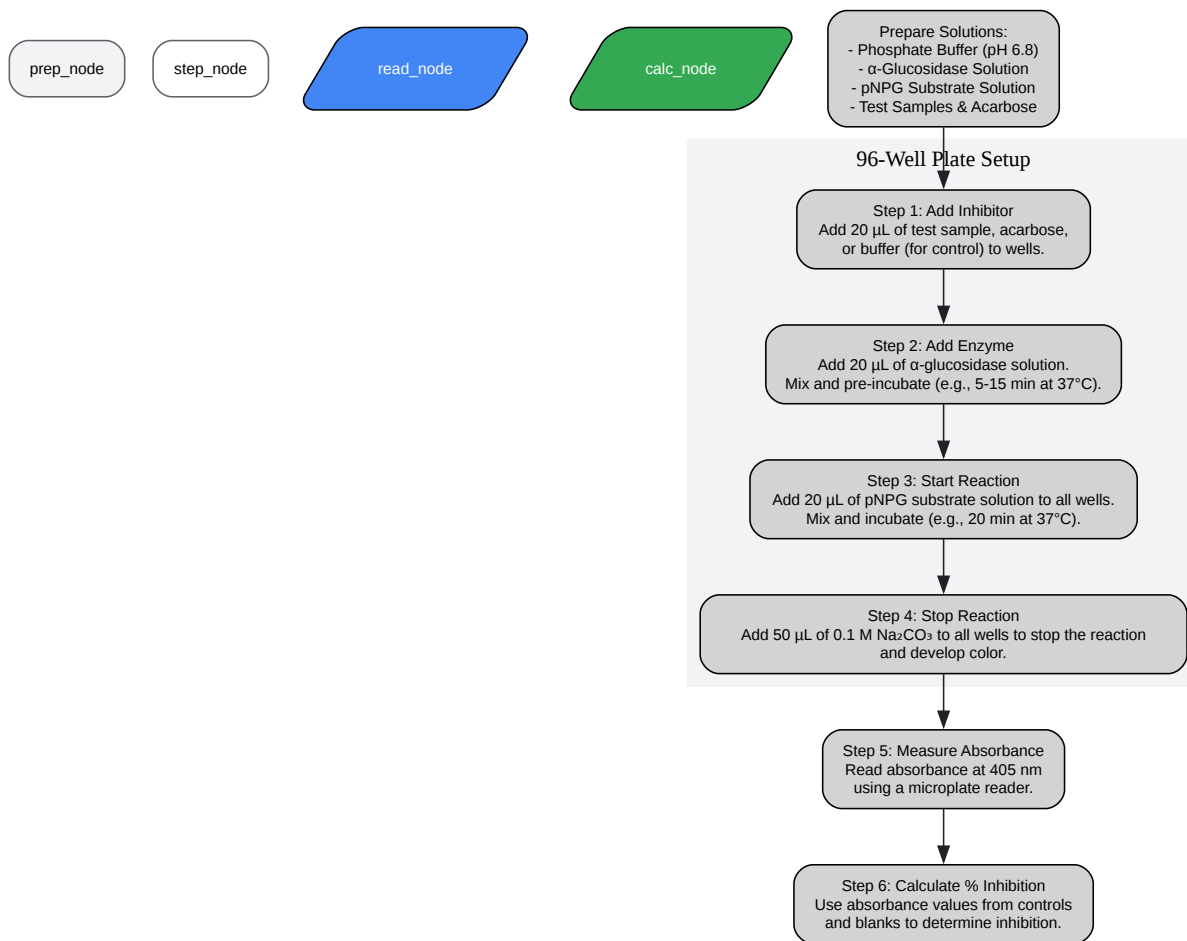 prep_node
step_node
read_node
calc_node
Prepare Solutions:
- Phosphate Buffer (pH 6.8)
- α-Glucosidase Solution
- pNPG Substrate Solution
- Test Samples & Acarbose
96-Well Plate Setup
Step 1: Add Inhibitor
Add 20 µL of test sample, acarbose,
or buffer (for control) to wells.
Step 2: Add Enzyme
Add 20 µL of α-glucosidase solution.
Mix and pre-incubate (e.g., 5-15 min at 37°C).
Step 3: Start Reaction
Add 20 µL of pNPG substrate solution to all wells.
Mix and incubate (e.g., 20 min at 37°C).
Step 4: Stop Reaction
Add 50 µL of 0.1 M Na₂CO₃ to all wells to stop the reaction
and develop color.
Step 5: Measure Absorbance
Read absorbance at 405 nm
using a microplate reader.
Step 6: Calculate % Inhibition
Use absorbance values from controls
and blanks to determine inhibition.